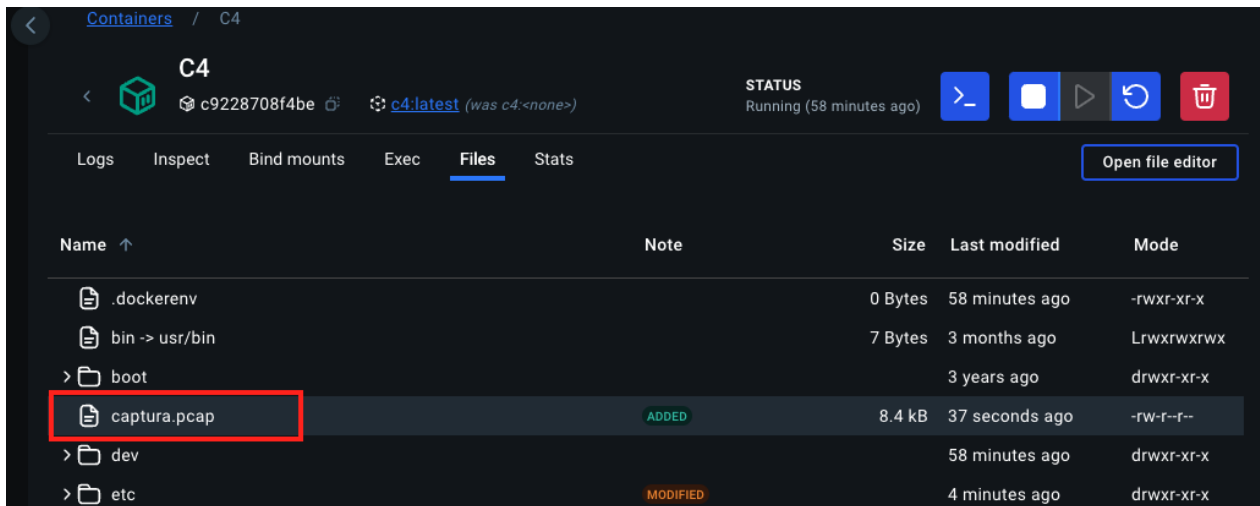 Containers / C4
C4
c9228708f4be c4:latest (was c4:<none>)
STATUS
Running (58 minutes ago)
Logs Inspect Bind mounts Exec Files Stats Open file editor
Name ↑ Note Size Last modified Mode
.dockerenv 0 Bytes 58 minutes ago -rwxr-xr-x
bin -> usr/bin 7 Bytes 3 months ago Lrwxrwxrwx
boot 3 years ago drwxr-xr-x
captura.pcap ADDED 8.4 kB 37 seconds ago -rw-r--r--
dev 58 minutes ago drwxr-xr-x
etc MODIFIED 4 minutes ago drwxr-xr-x